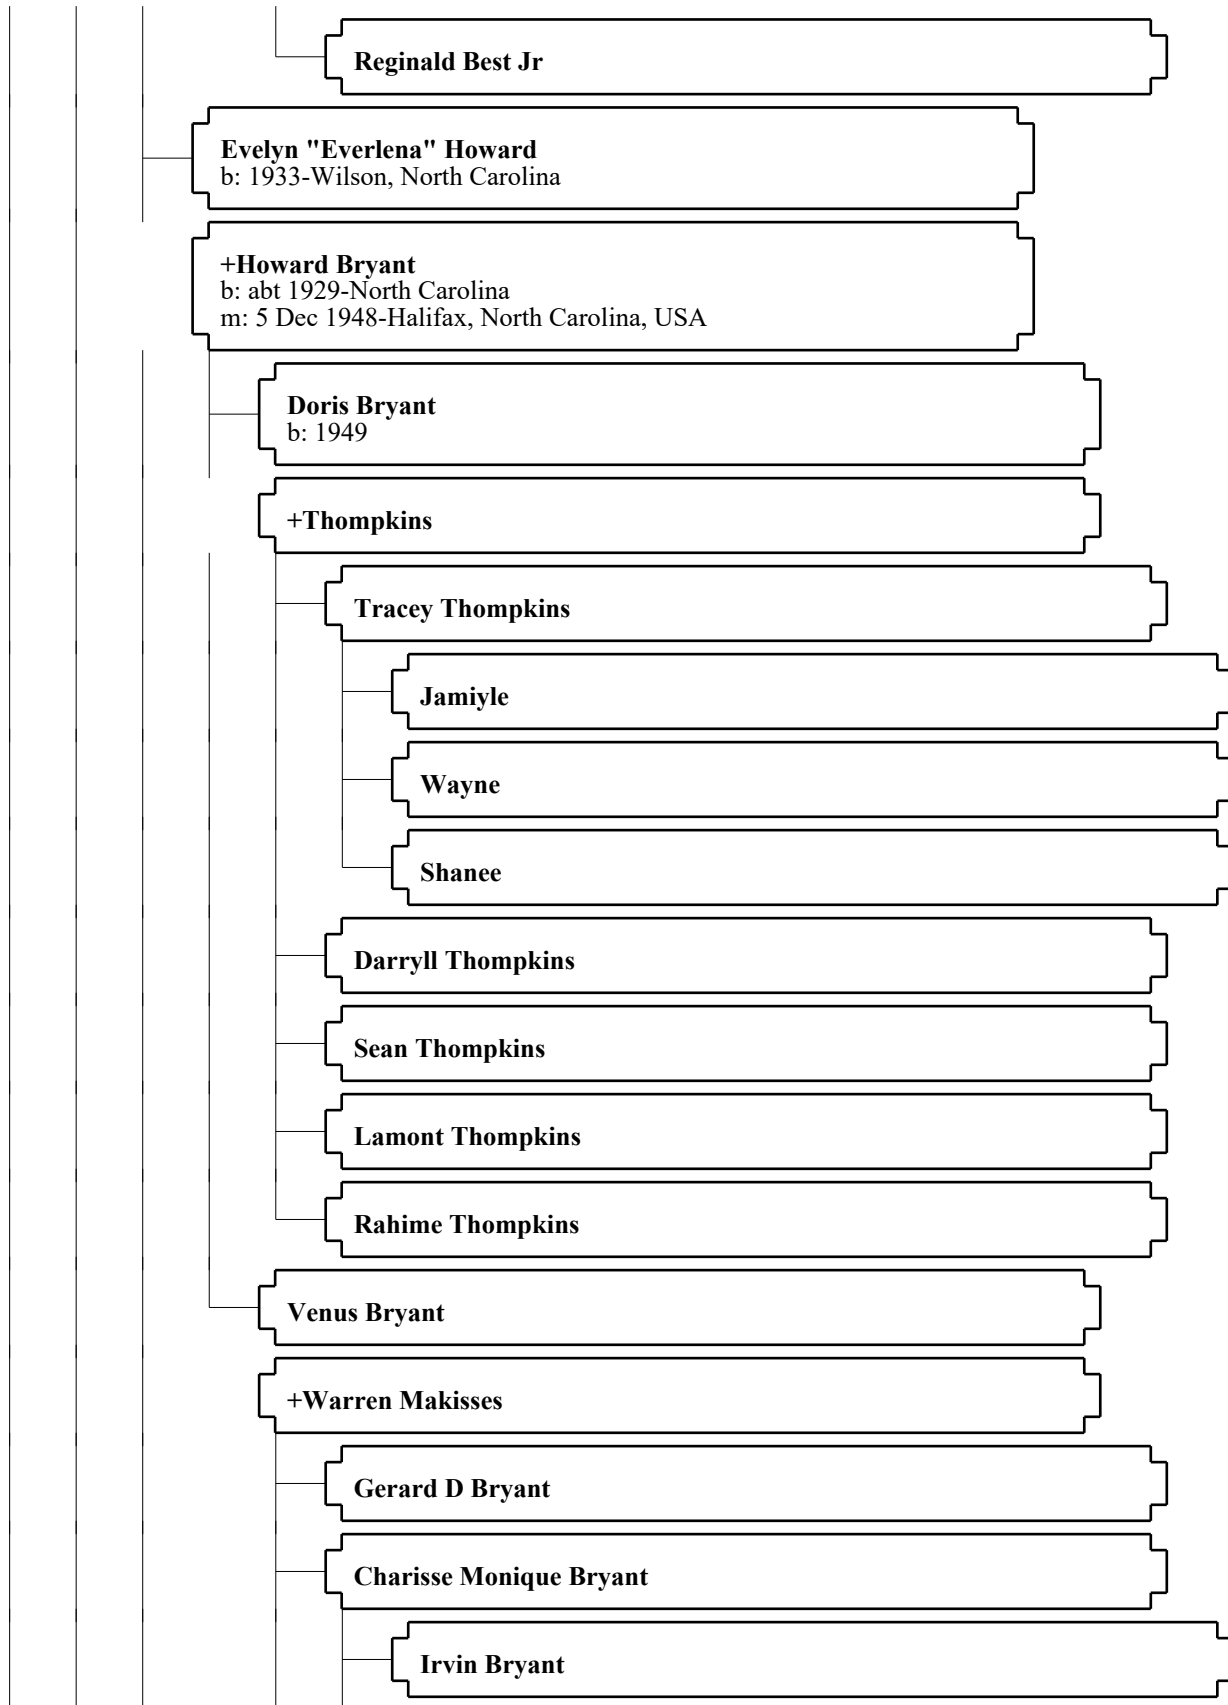 Reginald Best Jr
Evelyn "Everlena" Howard
b: 1933-Wilson, North Carolina
+Howard Bryant
b: abt 1929-North Carolina
m: 5 Dec 1948-Halifax, North Carolina, USA
Doris Bryant
b: 1949
+Thompkins
Tracey Thompkins
Jamiyle
Wayne
Shanee
Darryll Thompkins
Sean Thompkins
Lamont Thompkins
Rahime Thompkins
Venus Bryant
+Warren Makisses
Gerard D Bryant
Charisse Monique Bryant
Irvin Bryant